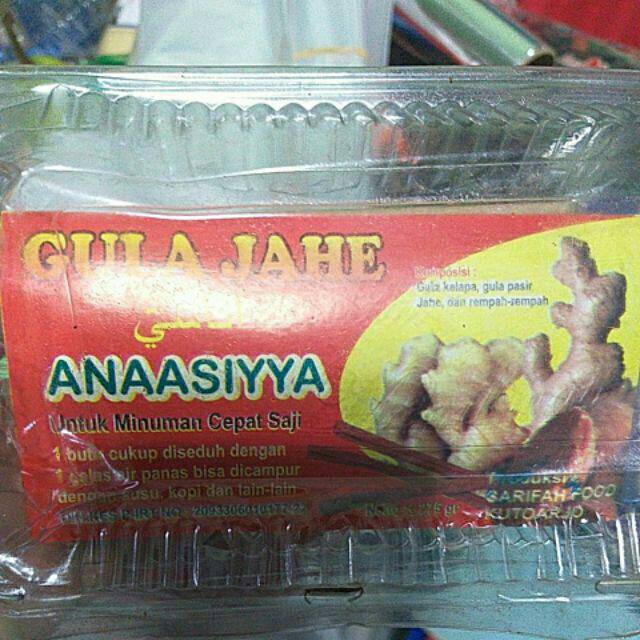 GULA JAHE
ANAASIYYA
Untuk Minuman Cepat Saji
1 butir cukup diseduh dengan
1 gelas air panas bisa dicampur
dengan susu, kopi dan lain-lain
Komposisi :
Gula kelapa, gula pasir
Jahe, dan rempah-rempah
PRODUKSI :
SARIFAH FOOD
KUTOARJO